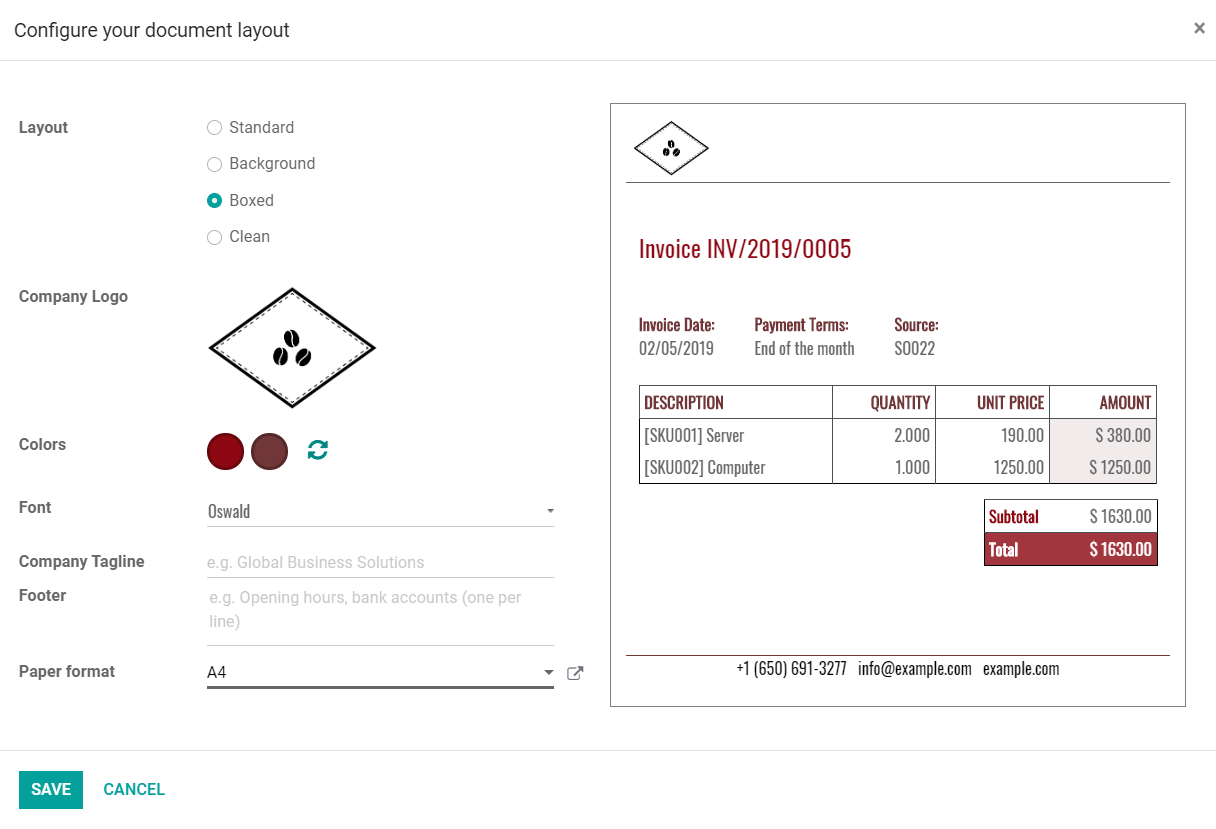 Configure your document layout
×
Layout
Standard
Background
Boxed
Clean
Company Logo
Colors
Font
Oswald
Company Tagline
e.g. Global Business Solutions
Footer
e.g. Opening hours, bank accounts (one per
line)
Paper format
A4
Invoice INV/2019/0005
Invoice Date: Payment Terms: Source:
02/05/2019 End of the month SO022
DESCRIPTION QUANTITY UNIT PRICE AMOUNT
[SKU001] Server 2.000 190.00 $ 380.00
[SKU002] Computer 1.000 1250.00 $ 1250.00
Subtotal $ 1630.00
Total $ 1630.00
+1 (650) 691-3277 info@example.com example.com
SAVE CANCEL